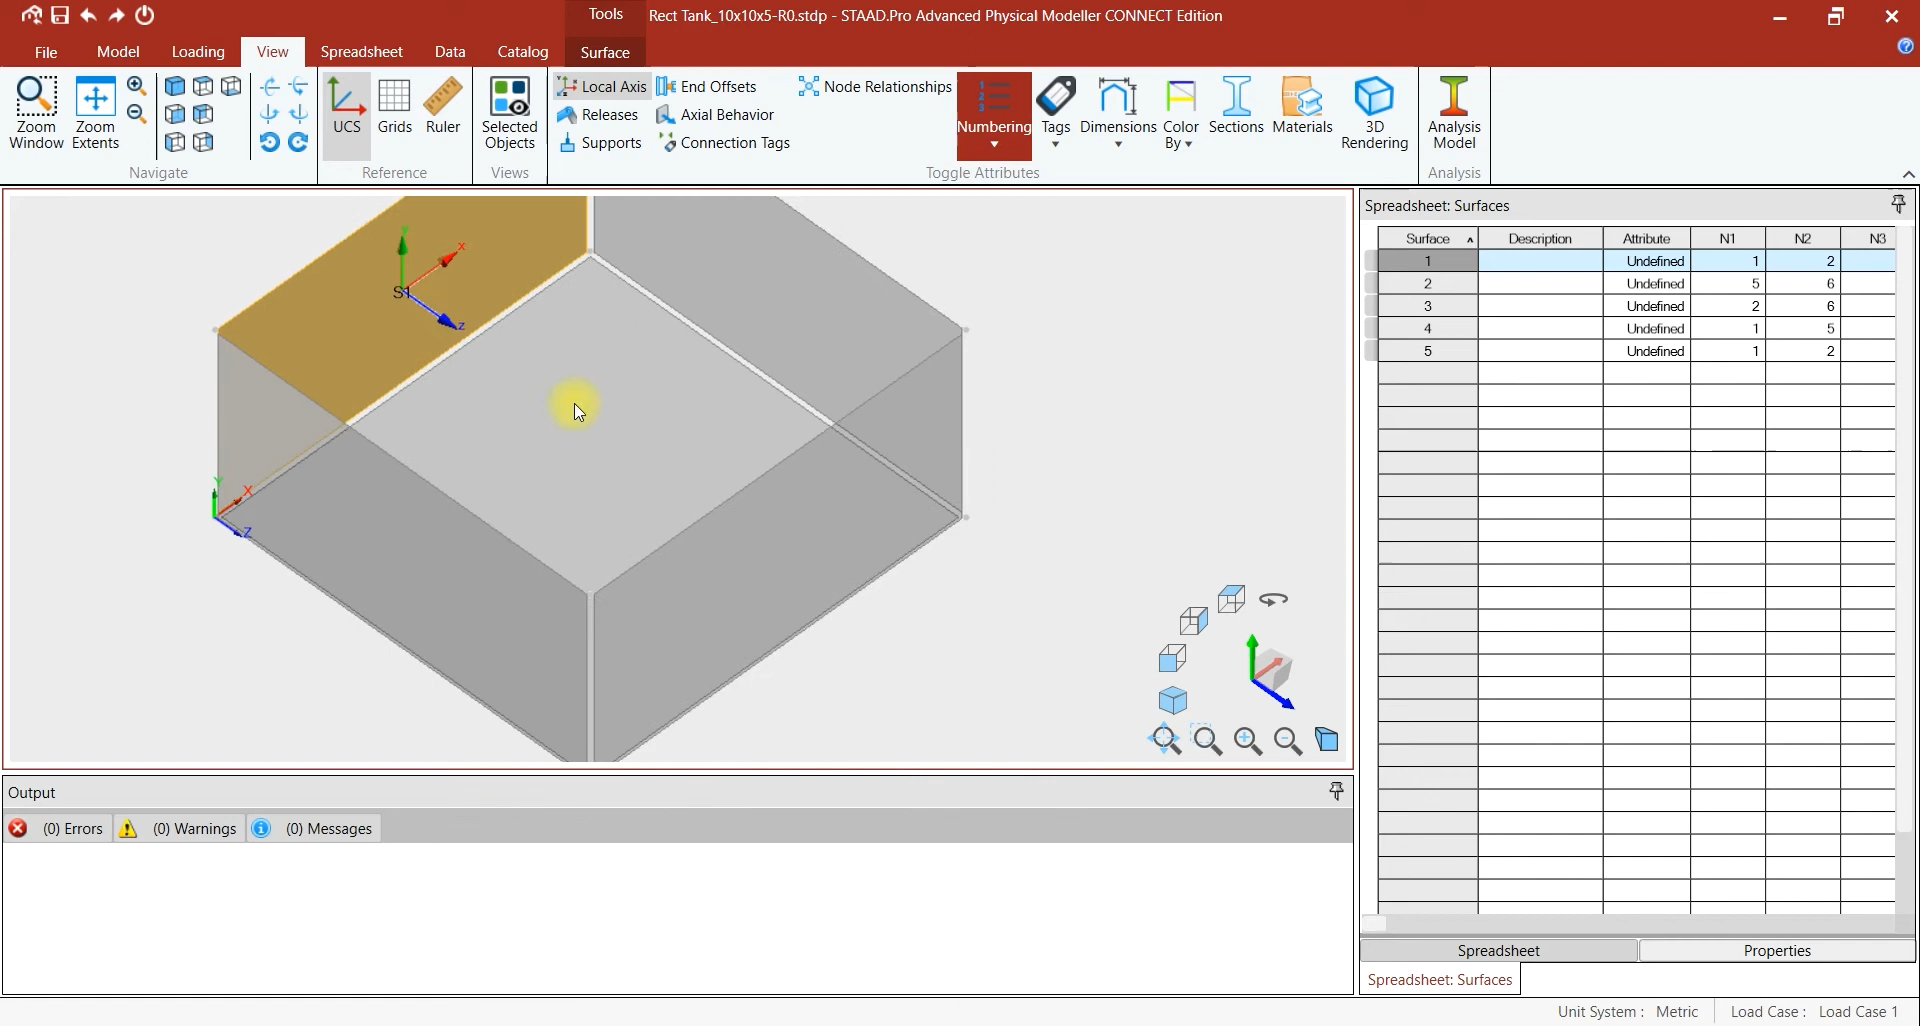 Tools
Rect Tank_10x10x5-R0.stdp - STAAD.Pro Advanced Physical Modeller CONNECT Edition
File Model Loading View Spreadsheet Data Catalog Surface
Zoom Window
Zoom Extents
UCS
Grids
Ruler
Selected Objects
Local Axis
Releases
Supports
End Offsets
Axial Behavior
Connection Tags
Node Relationships
Numbering
Tags
Dimensions
Color By
Sections
Materials
3D Rendering
Analysis Model
Navigate Reference Views Toggle Attributes Analysis
y
x
S1
z
Y
X
Z
Spreadsheet: Surfaces
Surface Description Attribute N1 N2 N3
1 Undefined 1 2
2 Undefined 5 6
3 Undefined 2 6
4 Undefined 1 5
5 Undefined 1 2
Output
(0) Errors (0) Warnings (0) Messages
Spreadsheet Properties
Spreadsheet: Surfaces
Unit System : Metric Load Case : Load Case 1